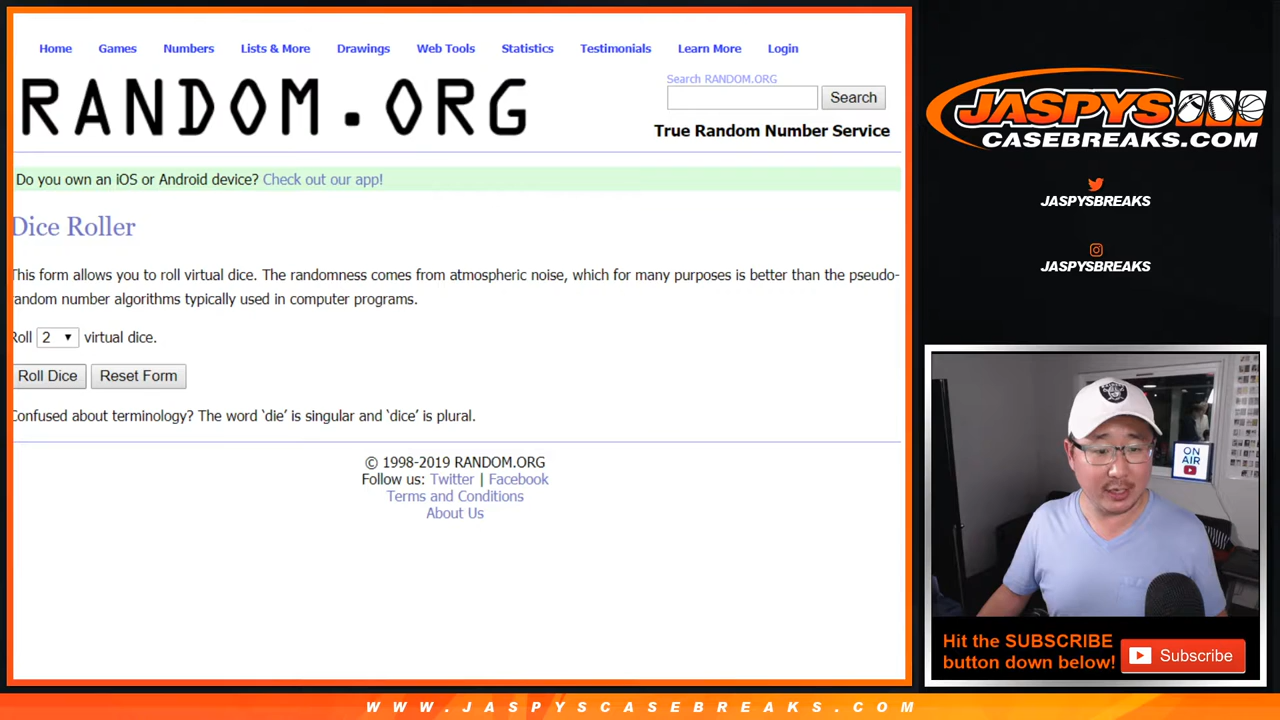 Home Games Numbers Lists & More Drawings Web Tools Statistics Testimonials Learn More Login
RANDOM.ORG
Search RANDOM.ORG
Search
True Random Number Service
Do you own an iOS or Android device? Check out our app!
Dice Roller
This form allows you to roll virtual dice. The randomness comes from atmospheric noise, which for many purposes is better than the pseudo-
random number algorithms typically used in computer programs.
Roll 2 virtual dice.
Roll Dice Reset Form
Confused about terminology? The word ‘die’ is singular and ‘dice’ is plural.
© 1998-2019 RANDOM.ORG
Follow us: Twitter | Facebook
Terms and Conditions
About Us
JASPYS
CASEBREAKS.COM
JASPYSBREAKS
JASPYSBREAKS
ON
AIR
Hit the SUBSCRIBE
button down below!
Subscribe
WWW.JASPYSCASEBREAKS.COM